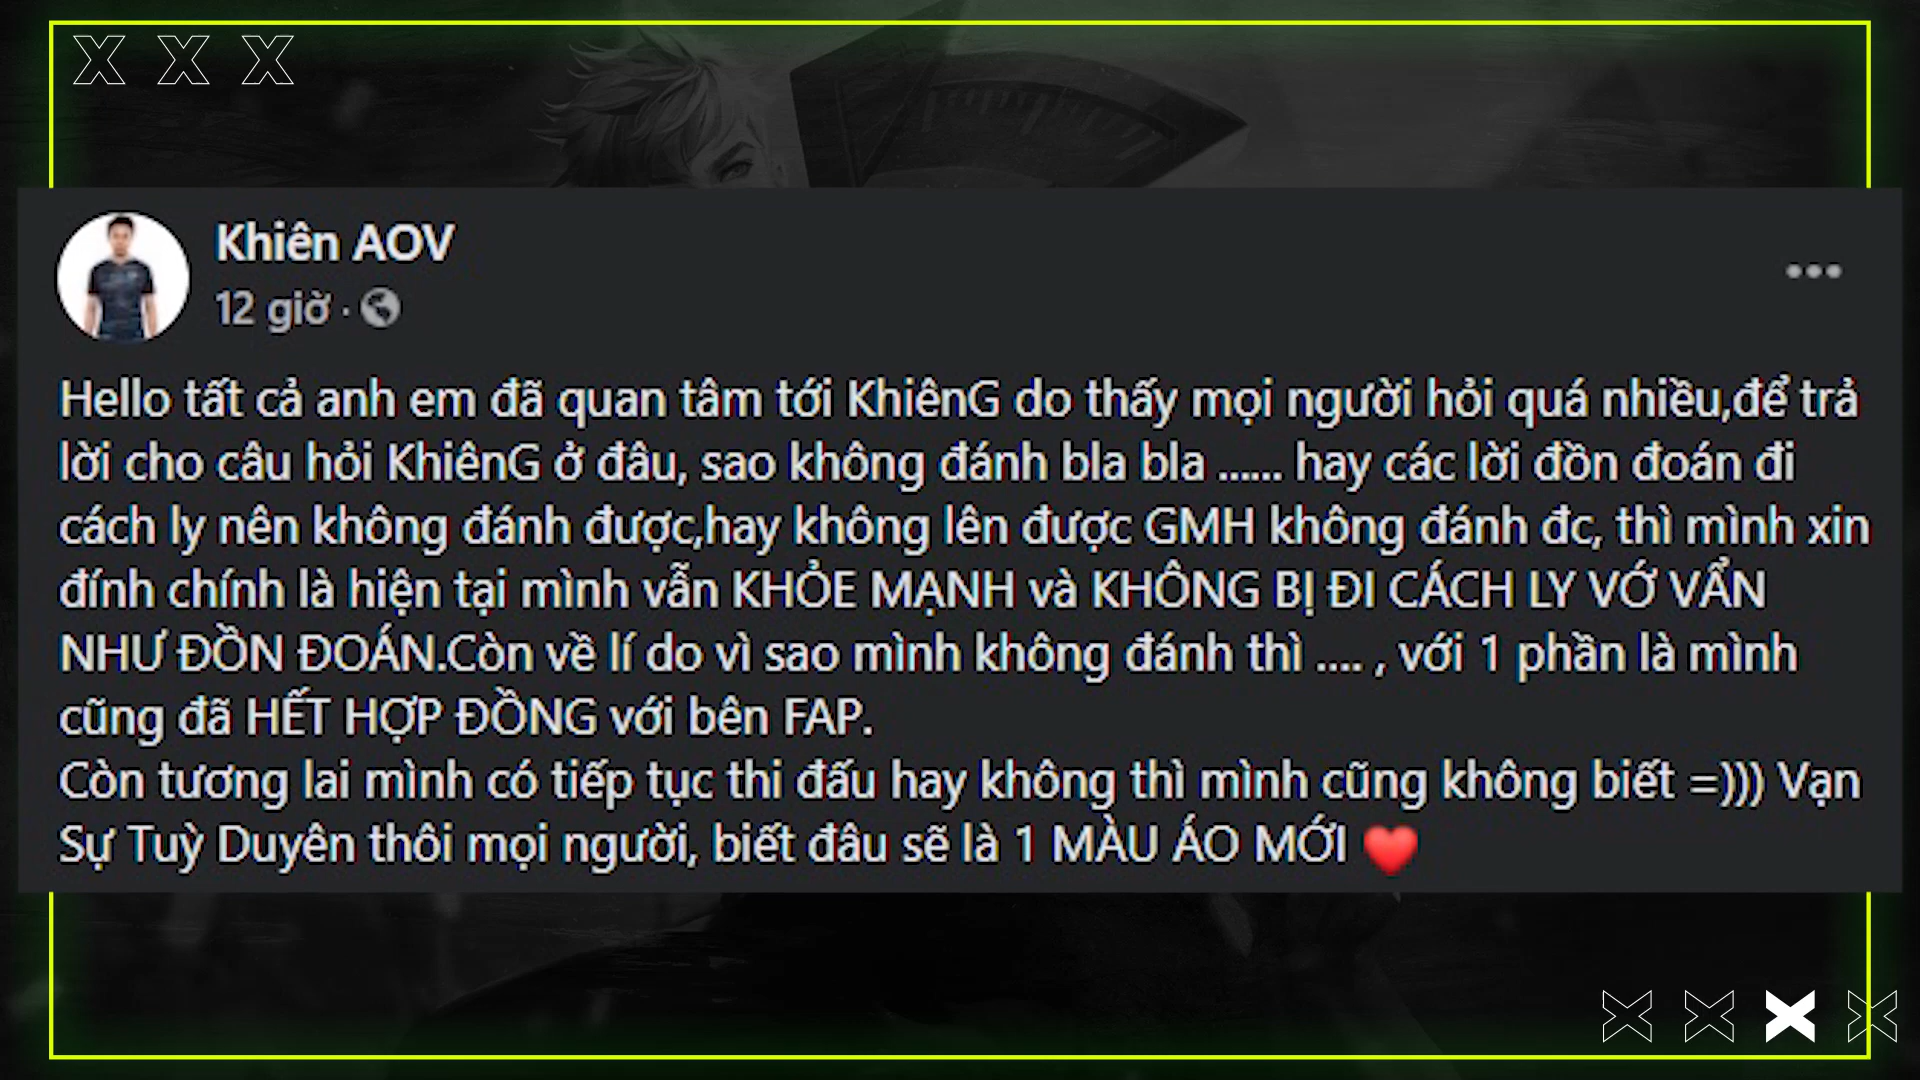 X X X
Khiên AOV
12 giờ ·
Hello tất cả anh em đã quan tâm tới KhiênG do thấy mọi người hỏi quá nhiều,để trả
lời cho câu hỏi KhiênG ở đâu, sao không đánh bla bla ...... hay các lời đồn đoán đi
cách ly nên không đánh được,hay không lên được GMH không đánh đc, thì mình xin
đính chính là hiện tại mình vẫn KHỎE MẠNH và KHÔNG BỊ ĐI CÁCH LY VỚ VẨN
NHƯ ĐỒN ĐOÁN.Còn về lí do vì sao mình không đánh thì .... , với 1 phần là mình
cũng đã HẾT HỢP ĐỒNG với bên FAP.
Còn tương lai mình có tiếp tục thi đấu hay không thì mình cũng không biết =))) Vạn
Sự Tuỳ Duyên thôi mọi người, biết đâu sẽ là 1 MÀU ÁO MỚI ♥